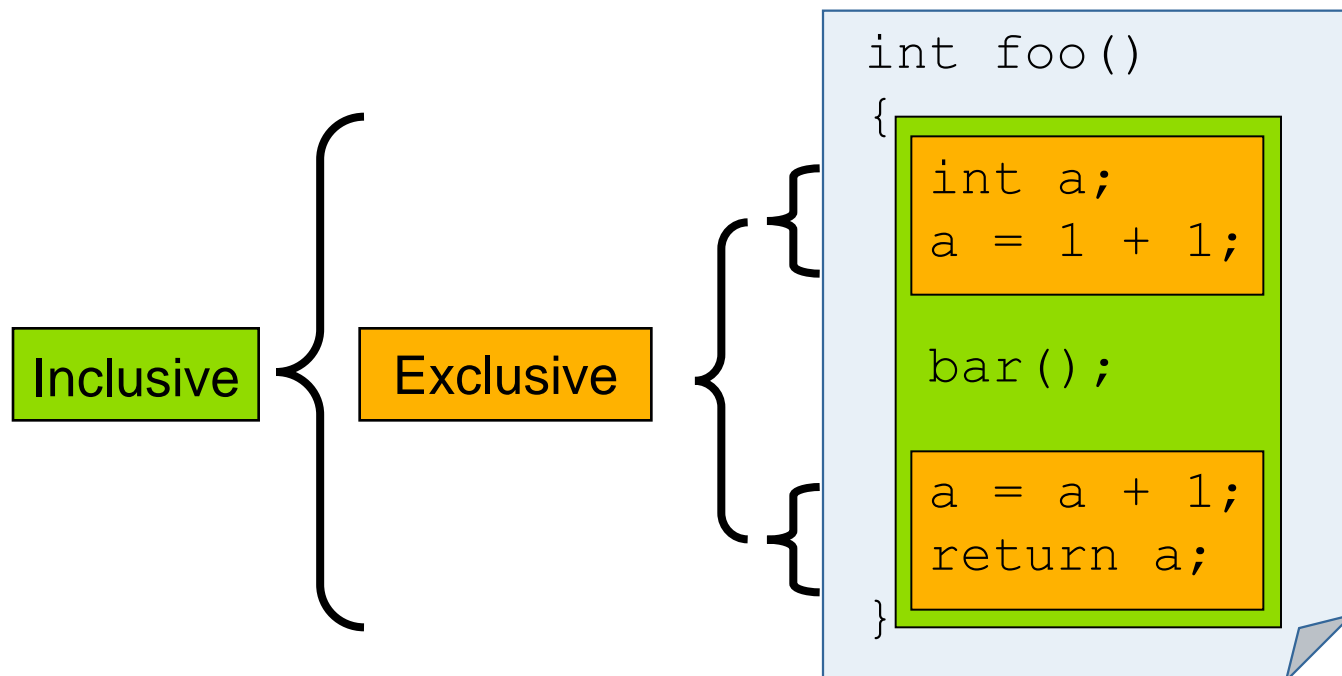 int foo()
{
int a;
a = 1 + 1;
Inclusive
Exclusive
bar();
a = a + 1;
return a;
}